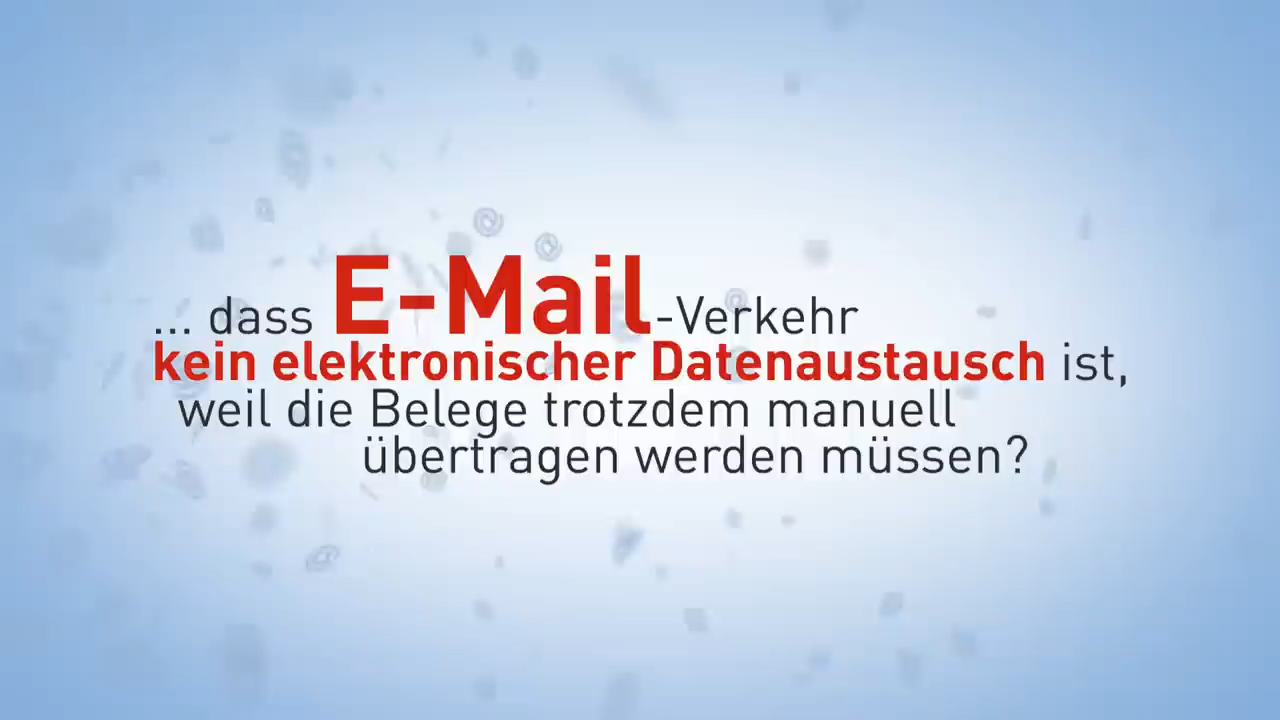 ... dass E-Mail-Verkehr
kein elektronischer Datenaustausch ist,
weil die Belege trotzdem manuell
übertragen werden müssen?